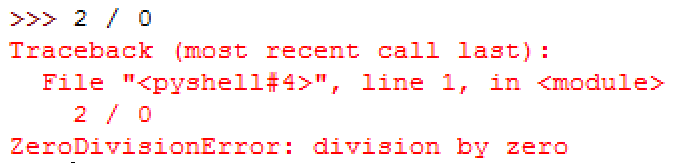 >>> 2 / 0
Traceback (most recent call last):
  File "<pyshell#4>", line 1, in <module>
    2 / 0
ZeroDivisionError: division by zero